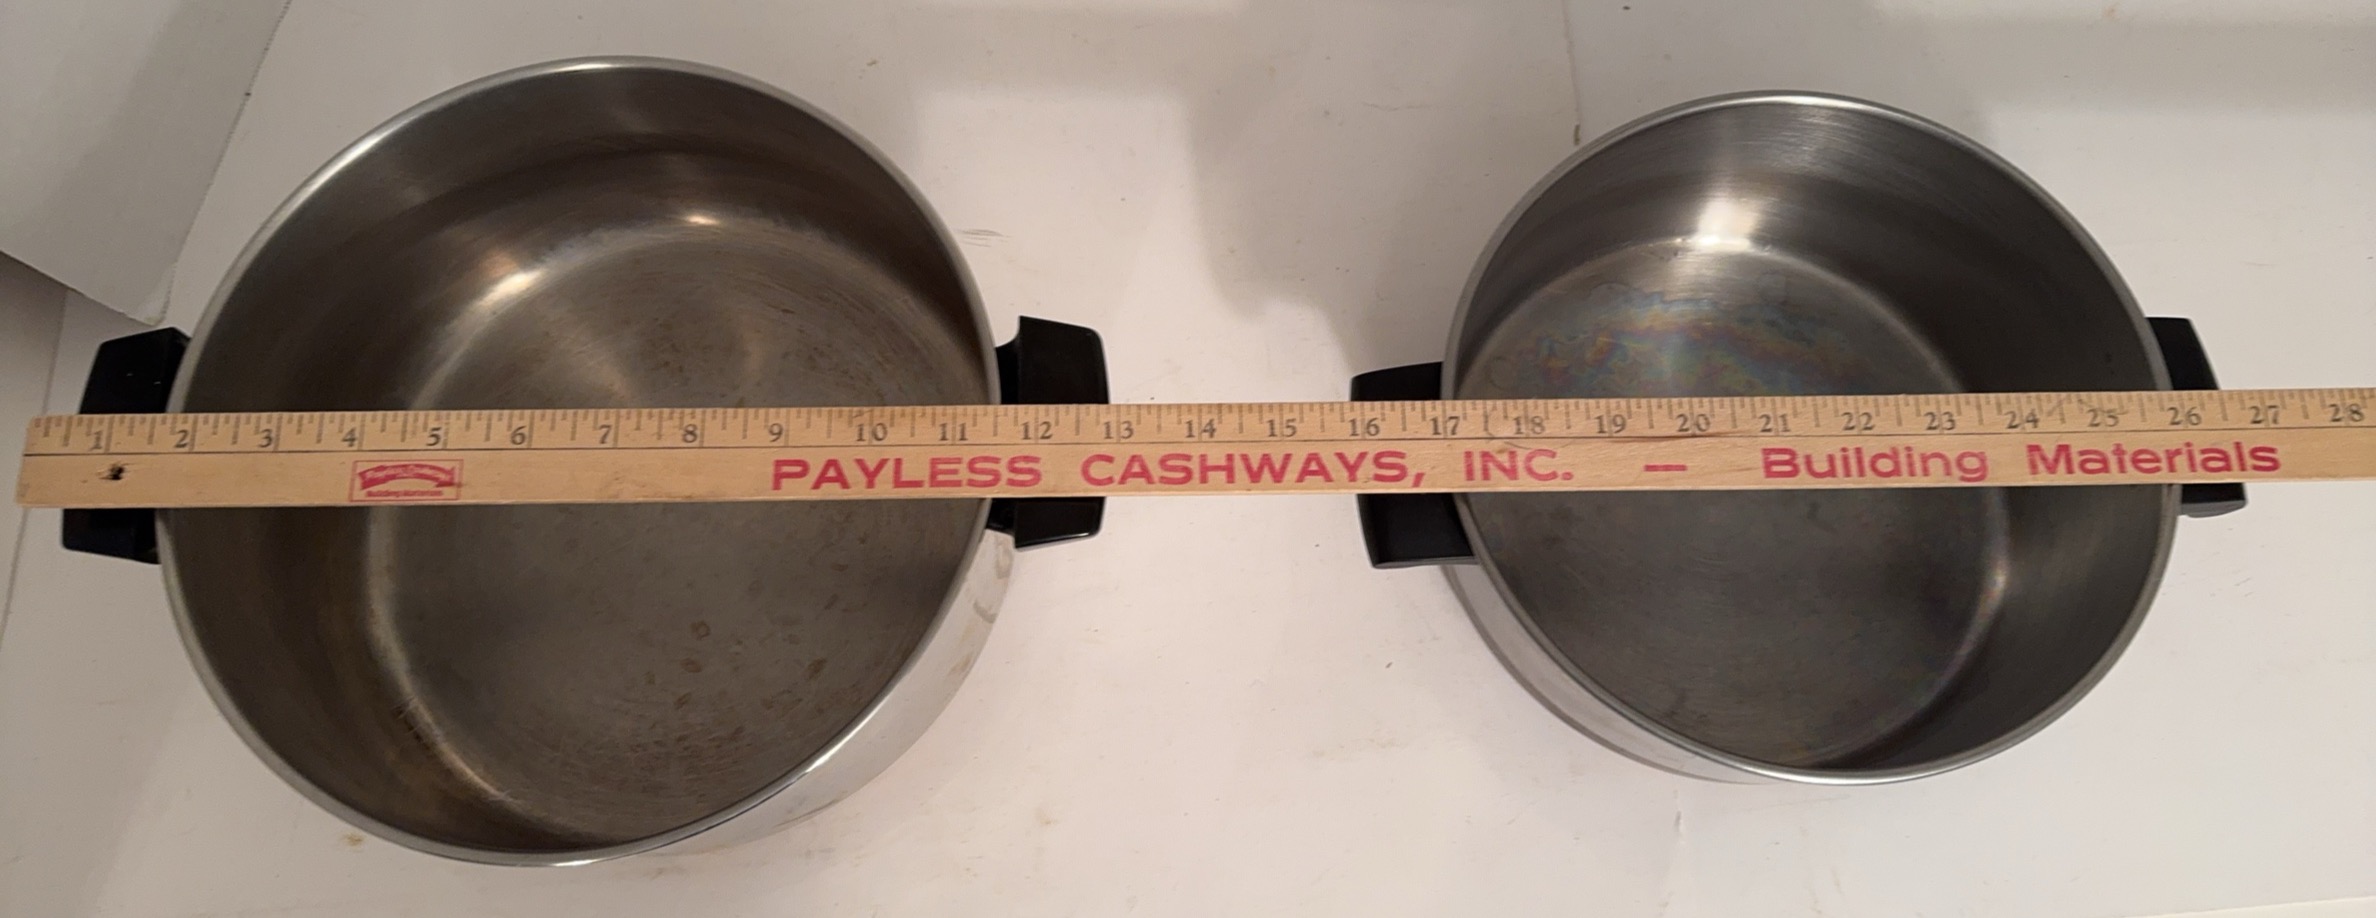 1 2 3 4 5 6 7 8 9 10 11 12 13 14 15 16 17 18 19 20 21 22 23 24 25 26 27 28
PAYLESS CASHWAYS, INC. — Building Materials